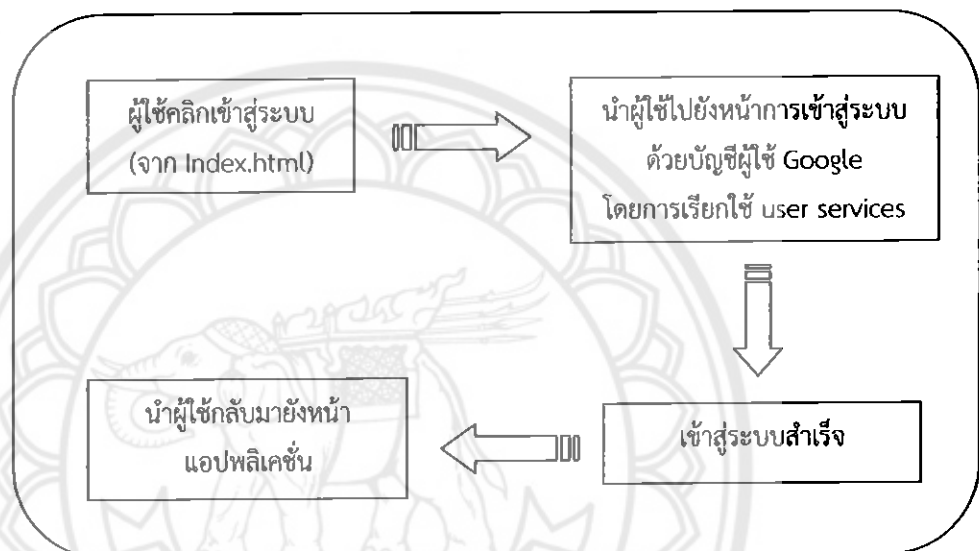 ผู้ใช้คลิกเข้าสู่ระบบ
(จาก Index.html)
นำผู้ใช้ไปยังหน้าการเข้าสู่ระบบ
ด้วยบัญชีผู้ใช้ Google
โดยการเรียกใช้ user services
เข้าสู่ระบบสำเร็จ
นำผู้ใช้กลับมายังหน้า
แอปพลิเคชั่น